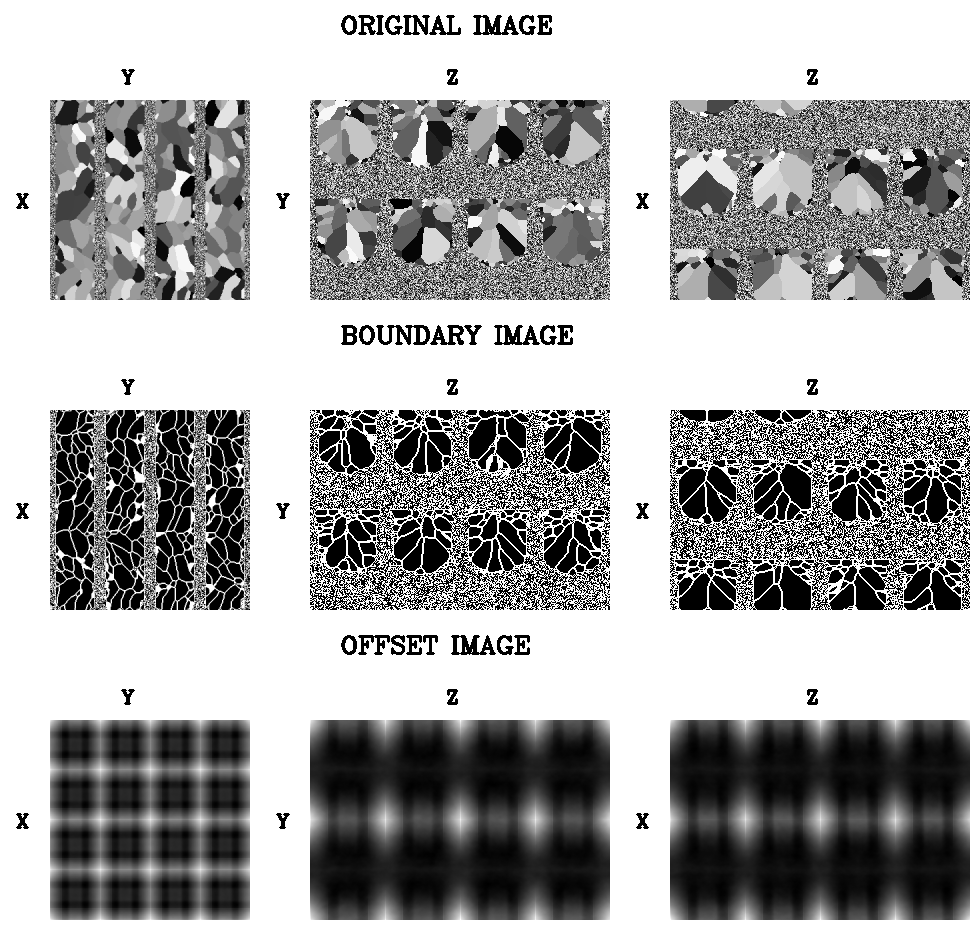 ORIGINAL IMAGE
Y Z Z
X Y X
BOUNDARY IMAGE
Y Z Z
X Y X
OFFSET IMAGE
Y Z Z
X Y X